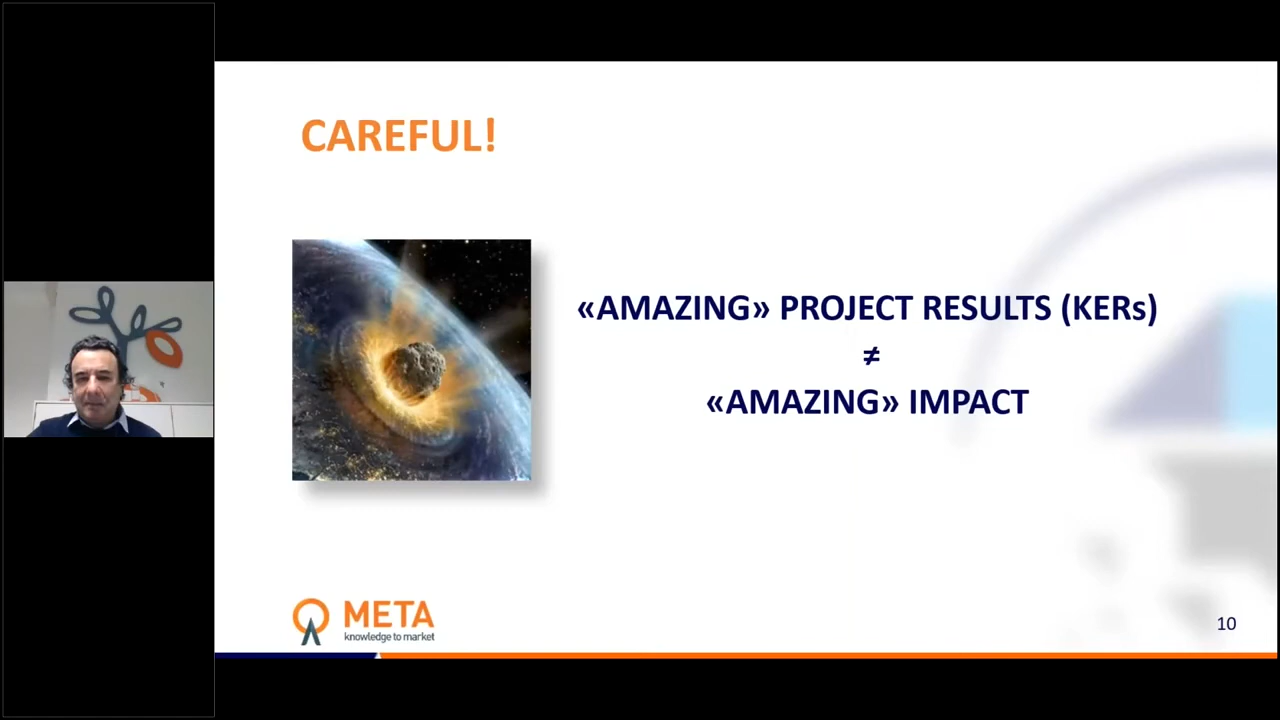 CAREFUL!
«AMAZING» PROJECT RESULTS (KERs)
≠
«AMAZING» IMPACT
META
knowledge to market
10